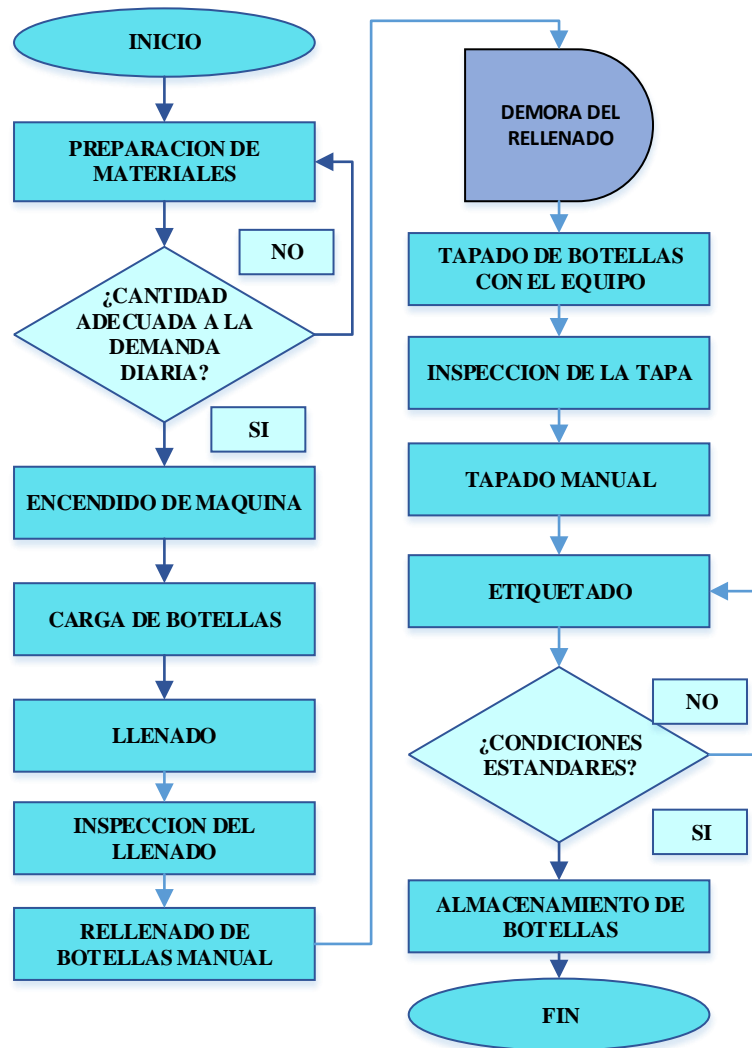 INICIO
PREPARACION DE
MATERIALES
NO
¿CANTIDAD
ADECUADA A LA
DEMANDA
DIARIA?
SI
ENCENDIDO DE MAQUINA
CARGA DE BOTELLAS
LLENADO
INSPECCION DEL
LLENADO
RELLENADO DE
BOTELLAS MANUAL
DEMORA DEL
RELLENADO
TAPADO DE BOTELLAS
CON EL EQUIPO
INSPECCION DE LA TAPA
TAPADO MANUAL
ETIQUETADO
NO
¿CONDICIONES
ESTANDARES?
SI
ALMACENAMIENTO DE
BOTELLAS
FIN